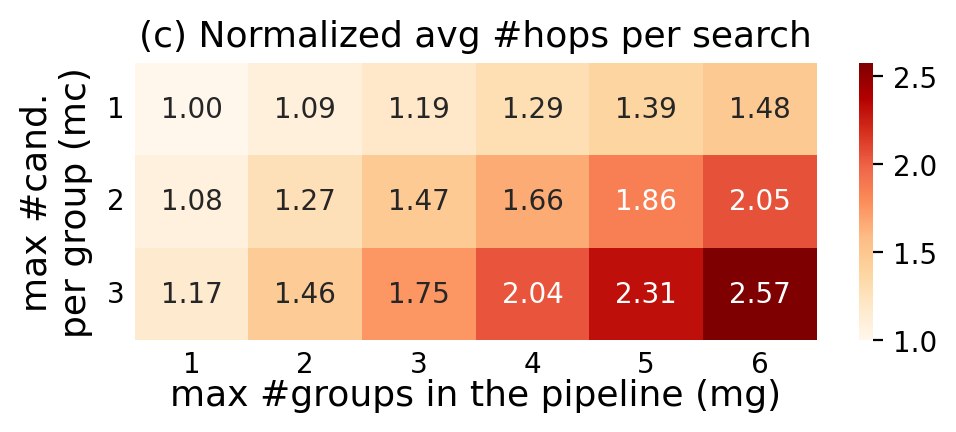 (c) Normalized avg #hops per search
max #cand.
per group (mc)
1 1.00 1.09 1.19 1.29 1.39 1.48
2 1.08 1.27 1.47 1.66 1.86 2.05
3 1.17 1.46 1.75 2.04 2.31 2.57
1 2 3 4 5 6
max #groups in the pipeline (mg)
2.5
2.0
1.5
1.0